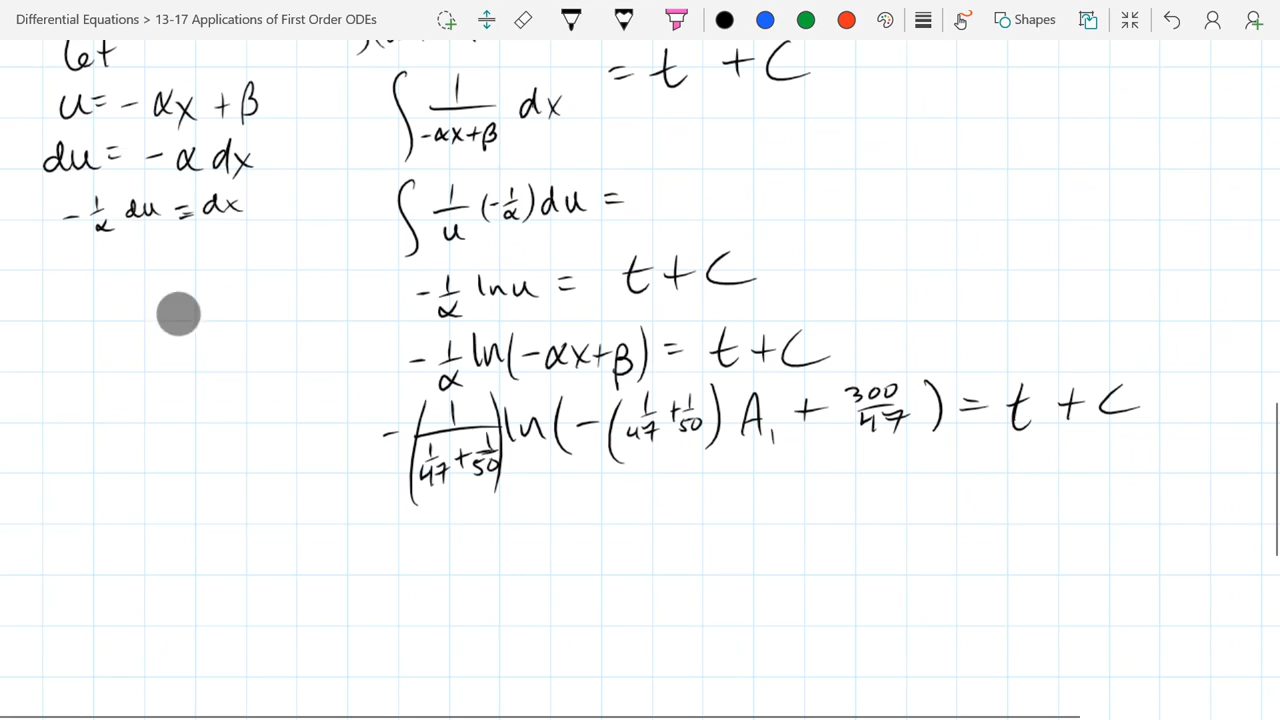 Differential Equations > 13-17 Applications of First Order ODEs
Shapes
let
u = - αx + β
du = - α dx
- 1/α du = dx
= t + C
∫ 1/(-αx+β) dx
∫ 1/u (-1/α) du =
- 1/α ln u = t + C
- 1/α ln(-αx+β) = t + C
- (1/(1/47 + 1/50)) ln(-(1/47 + 1/50) A₁ + 300/47) = t + C